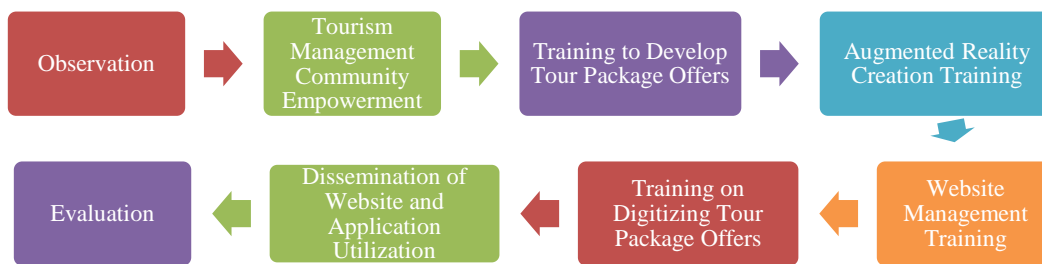 Observation
Tourism
Management
Community
Empowerment
Training to Develop
Tour Package Offers
Augmented Reality
Creation Training
Website
Management
Training
Training on
Digitizing Tour
Package Offers
Dissemination of
Website and
Application
Utilization
Evaluation